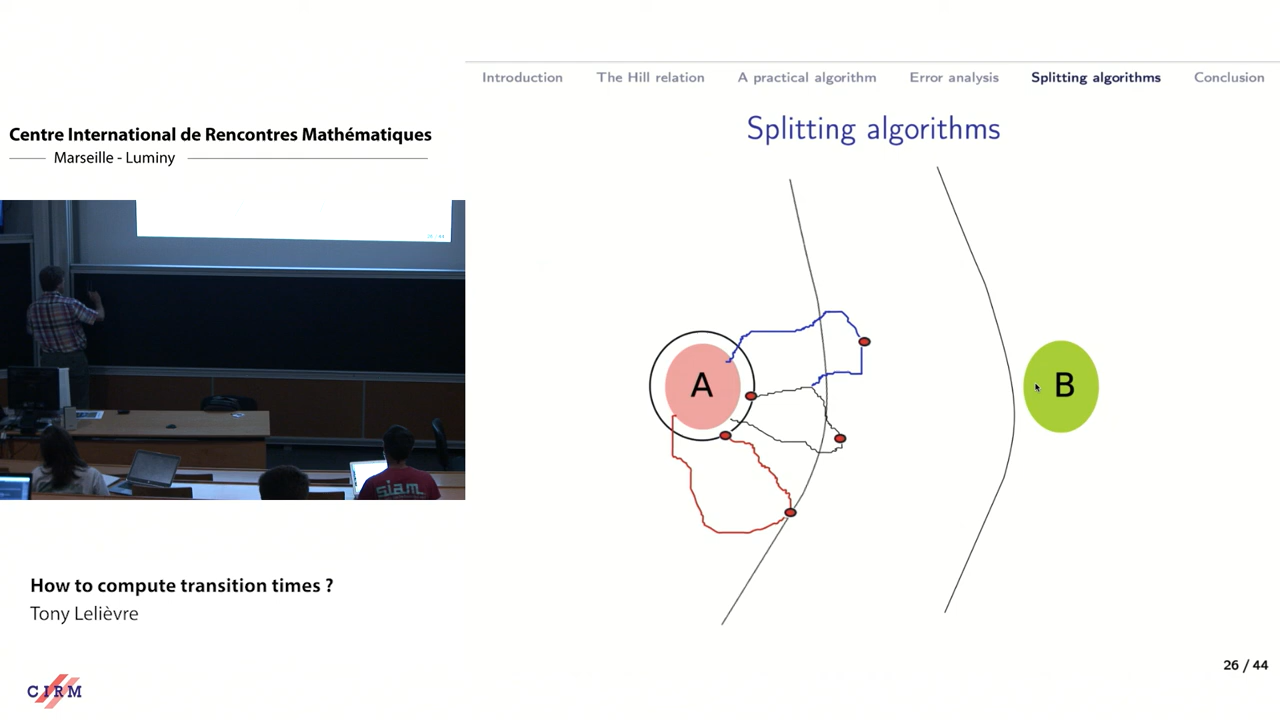 Introduction
The Hill relation
A practical algorithm
Error analysis
Splitting algorithms
Conclusion
Centre International de Rencontres Mathématiques
Marseille - Luminy
Splitting algorithms
A
B
siam
How to compute transition times ?
Tony Lelièvre
26 / 44
CIRM